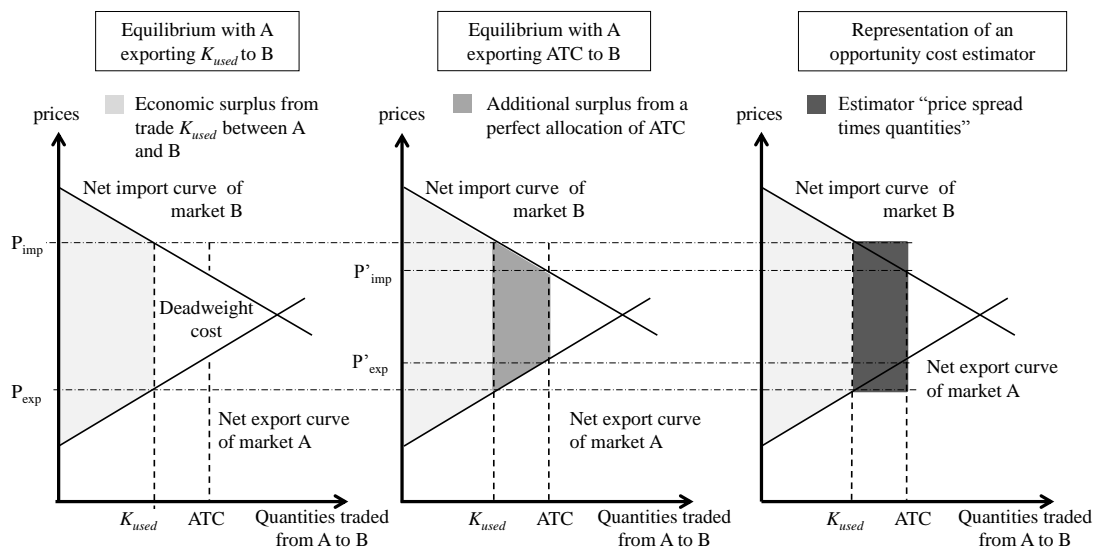 Equilibrium with A
exporting K_used to B
Economic surplus from
trade K_used between A
and B
prices
Net import curve of
market B
P_imp
Deadweight
cost
P_exp
Net export curve
of market A
K_used
ATC
Quantities traded
from A to B
Equilibrium with A
exporting ATC to B
Additional surplus from a
perfect allocation of ATC
prices
Net import curve of
market B
P'_imp
P'_exp
Net export curve
of market A
K_used
ATC
Quantities traded
from A to B
Representation of an
opportunity cost estimator
Estimator “price spread
times quantities”
prices
Net import curve of
market B
Net export curve
of market A
K_used
ATC
Quantities traded
from A to B